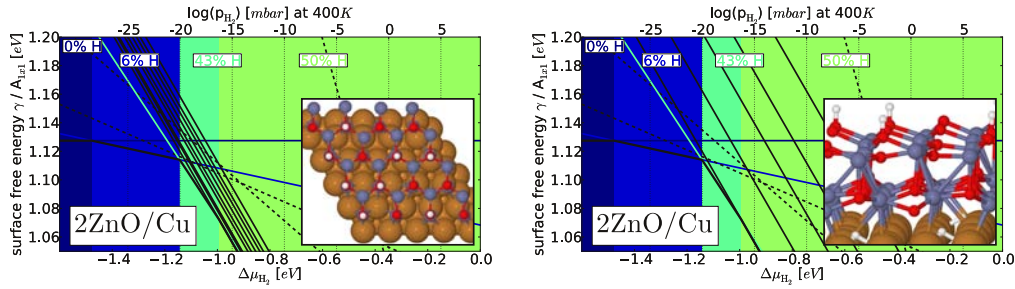 log(p_H₂) [mbar] at 400K
−25 −20 −15 −10 −5 0 5
1.20
1.18
1.16
1.14
1.12
1.10
1.08
1.06
surface free energy γ / A_1x1 [eV]
0% H
6% H
43% H
50% H
2ZnO/Cu
−1.4 −1.2 −1.0 −0.8 −0.6 −0.4 −0.2 0.0
Δμ_H₂ [eV]
log(p_H₂) [mbar] at 400K
−25 −20 −15 −10 −5 0 5
1.20
1.18
1.16
1.14
1.12
1.10
1.08
1.06
surface free energy γ / A_1x1 [eV]
0% H
6% H
43% H
50% H
2ZnO/Cu
−1.4 −1.2 −1.0 −0.8 −0.6 −0.4 −0.2 0.0
Δμ_H₂ [eV]